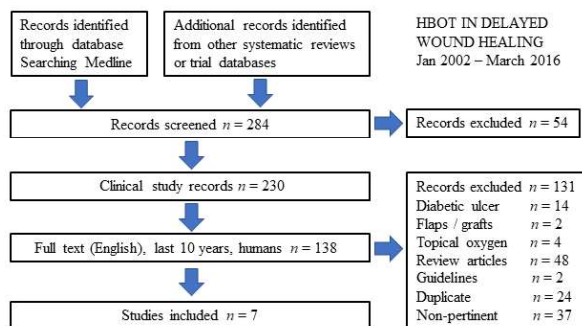 Records identified
through database
Searching Medline
Additional records identified
from other systematic reviews
or trial databases
HBOT IN DELAYED
WOUND HEALING
Jan 2002 – March 2016
Records screened n = 284
Records excluded n = 54
Clinical study records n = 230
Full text (English), last 10 years, humans n = 138
Studies included n = 7
Records excluded n = 131
Diabetic ulcer n = 14
Flaps / grafts n = 2
Topical oxygen n = 4
Review articles n = 48
Guidelines n = 2
Duplicate n = 24
Non-pertinent n = 37